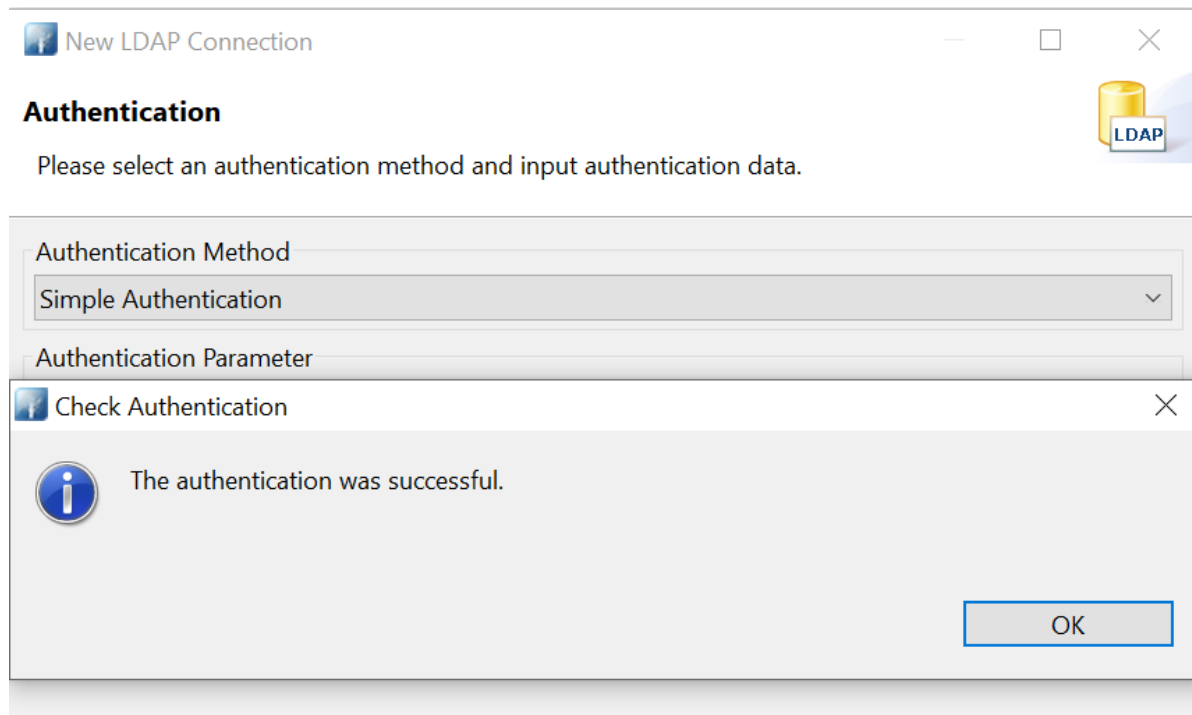 New LDAP Connection
Authentication
LDAP
Please select an authentication method and input authentication data.
Authentication Method
Simple Authentication
Authentication Parameter
Check Authentication
The authentication was successful.
OK